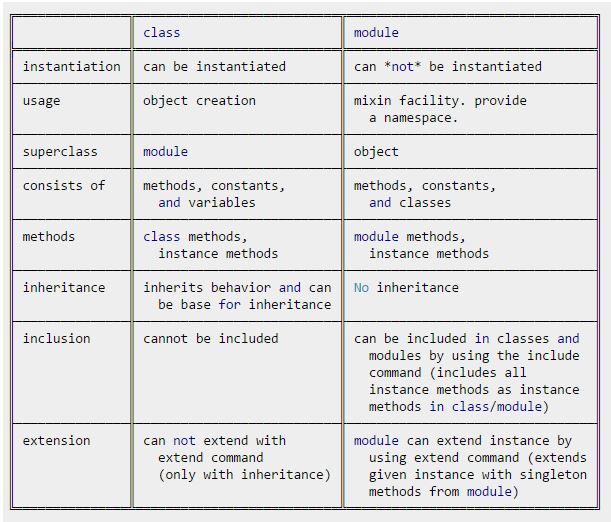 class module
instantiation can be instantiated can *not* be instantiated
usage object creation mixin facility. provide
a namespace.
superclass module object
consists of methods, constants, methods, constants,
and variables and classes
methods class methods, module methods,
instance methods instance methods
inheritance inherits behavior and can No inheritance
be base for inheritance
inclusion cannot be included can be included in classes and
modules by using the include
command (includes all
instance methods as instance
methods in class/module)
extension can not extend with module can extend instance by
extend command using extend command (extends
(only with inheritance) given instance with singleton
methods from module)